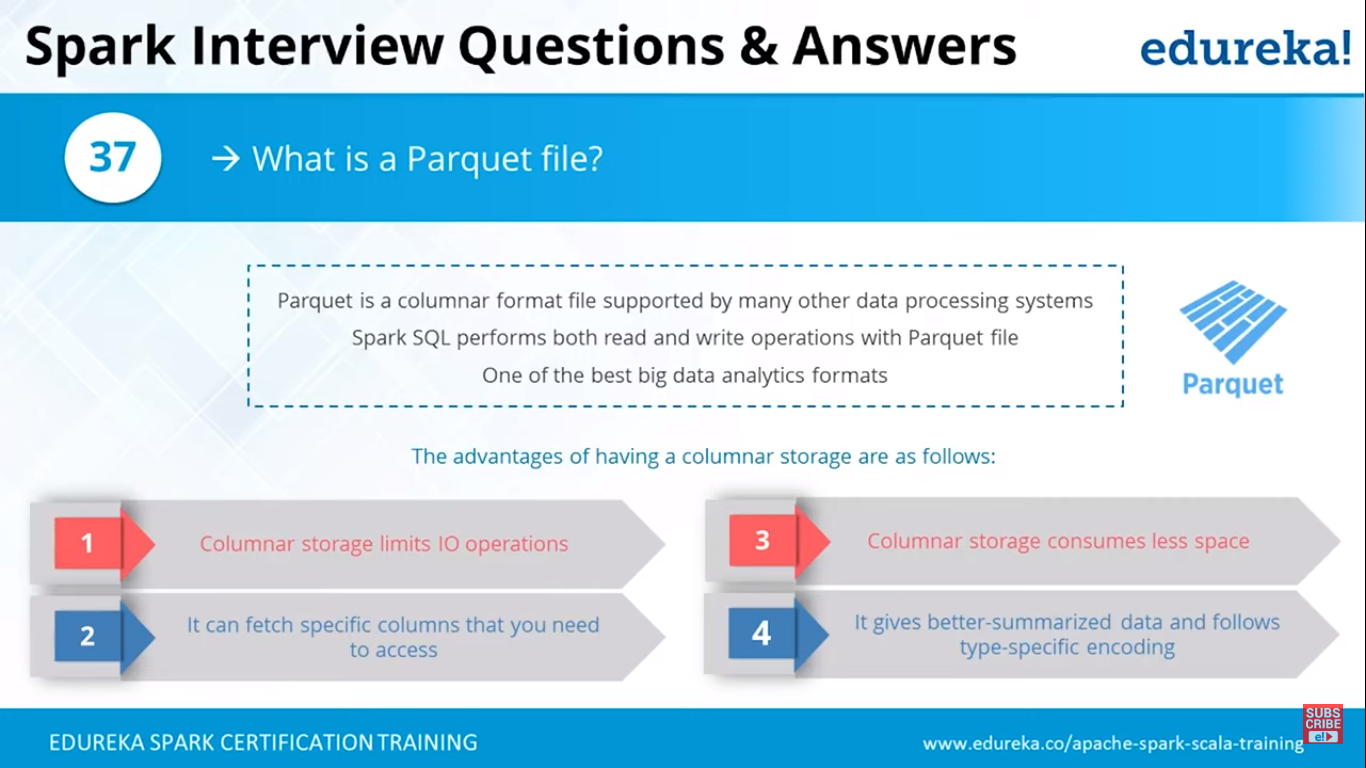 Spark Interview Questions & Answers
edureka!
37
→ What is a Parquet file?
Parquet is a columnar format file supported by many other data processing systems
Spark SQL performs both read and write operations with Parquet file
One of the best big data analytics formats
Parquet
The advantages of having a columnar storage are as follows:
1
Columnar storage limits IO operations
2
It can fetch specific columns that you need
to access
3
Columnar storage consumes less space
4
It gives better-summarized data and follows
type-specific encoding
EDUREKA SPARK CERTIFICATION TRAINING
www.edureka.co/apache-spark-scala-training
SUBS
CRIBE
e!